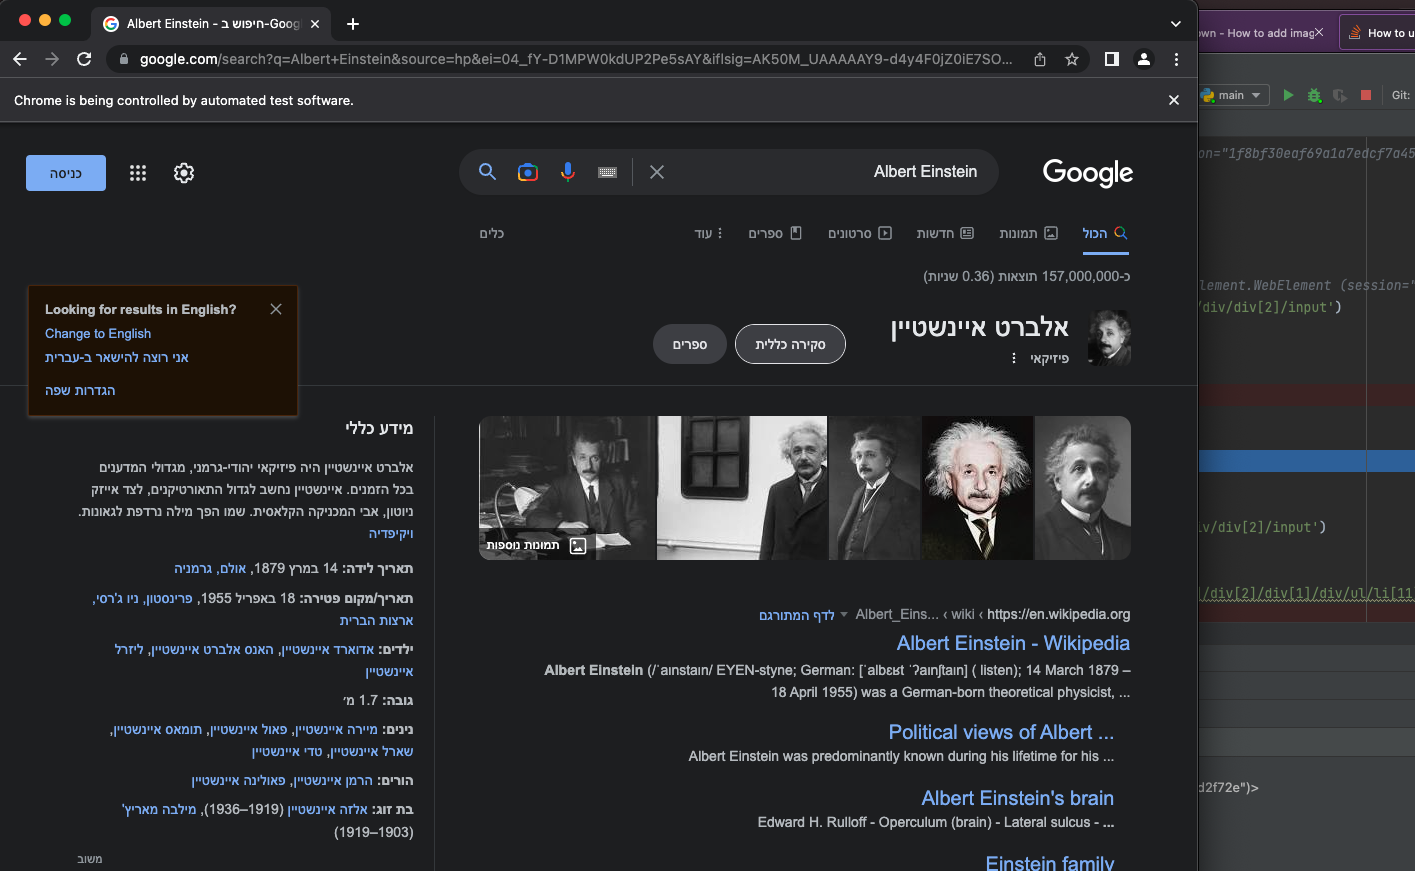 Albert Einstein - חיפוש ב-Goog
google.com/search?q=Albert+Einstein&source=hp&ei=04_fY-D1MPW0kdUP2Pe5sAY&iflsig=AK50M_UAAAAAY9-d4y4F0jZ0iE7SO...
Chrome is being controlled by automated test software.
כניסה
Albert Einstein
Google
הכול
תמונות
חדשות
סרטונים
ספרים
עוד
כלים
כ-157,000,000 תוצאות (0.36 שניות)
Looking for results in English?
Change to English
אני רוצה להישאר ב-עברית
הגדרות שפה
אלברט איינשטיין
פיזיקאי
סקירה כללית
ספרים
תמונות נוספות
https://en.wikipedia.org › wiki › Albert_Eins...
לדף המתורגם
Albert Einstein - Wikipedia
Albert Einstein (/ˈaɪnstaɪn/ EYEN-styne; German: [ˈalbɛʁt ˈʔaɪnʃtaɪn] ( listen); 14 March 1879 –
18 April 1955) was a German-born theoretical physicist, ...
Political views of Albert ...
Albert Einstein was predominantly known during his lifetime for his ...
Albert Einstein's brain
Edward H. Rulloff - Operculum (brain) - Lateral sulcus - ...
Einstein family
מידע כללי
אלברט איינשטיין היה פיזיקאי יהודי-גרמני, מגדולי המדענים
בכל הזמנים. איינשטיין נחשב לגדול התאורטיקנים, לצד אייזק
ניוטון, אבי המכניקה הקלאסית. שמו הפך מילה נרדפת לגאונות.
ויקיפדיה
תאריך לידה: 14 במרץ 1879, אולם, גרמניה
תאריך/מקום פטירה: 18 באפריל 1955, פרינסטון, ניו ג'רסי,
ארצות הברית
ילדים: אדוארד איינשטיין, האנס אלברט איינשטיין, ליזרל
איינשטיין
גובה: 1.7 מ׳
נינים: מיירה איינשטיין, פאול איינשטיין, תומאס איינשטיין,
שארל איינשטיין, טדי איינשטיין
הורים: הרמן איינשטיין, פאולינה איינשטיין
בת זוג: אלזה איינשטיין (1919–1936), מילבה מאריץ'
(1903–1919)
משוב
own - How to add imag
How to u
main
Git:
on="1f8bf30eaf69a1a7edcf7a45
lement.WebElement (session="
/div/div[2]/input')
iv/div[2]/input')
/div[2]/div[1]/div/ul/li[11
d2f72e")>